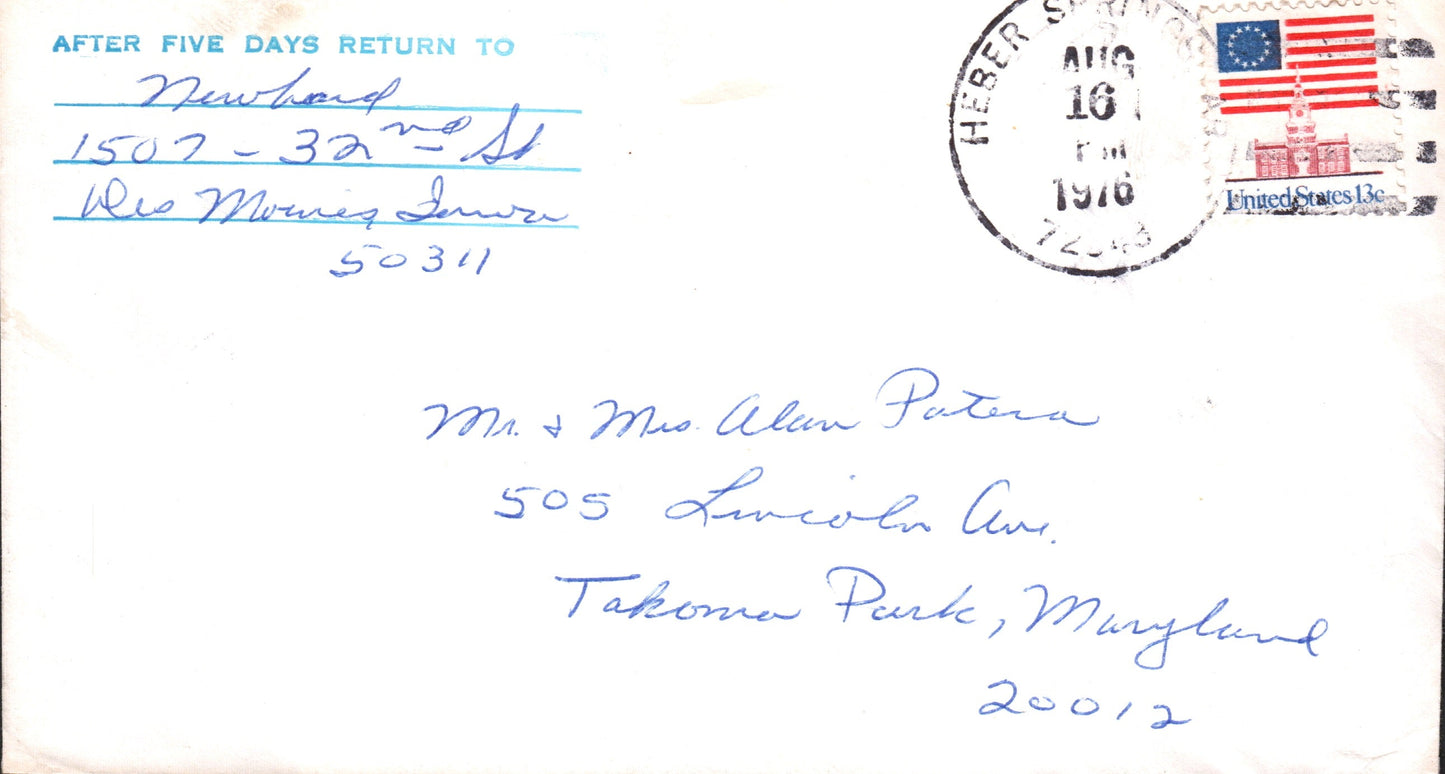 AFTER FIVE DAYS RETURN TO
Newhard
1507 - 32nd St
Des Moines, Iowa
50311
HEBER SPRINGS AR
AUG
16
PM
1976
72543
United States 13c
Mr. & Mrs. Alan Patera
505 Lincoln Ave.
Takoma Park, Maryland
20012